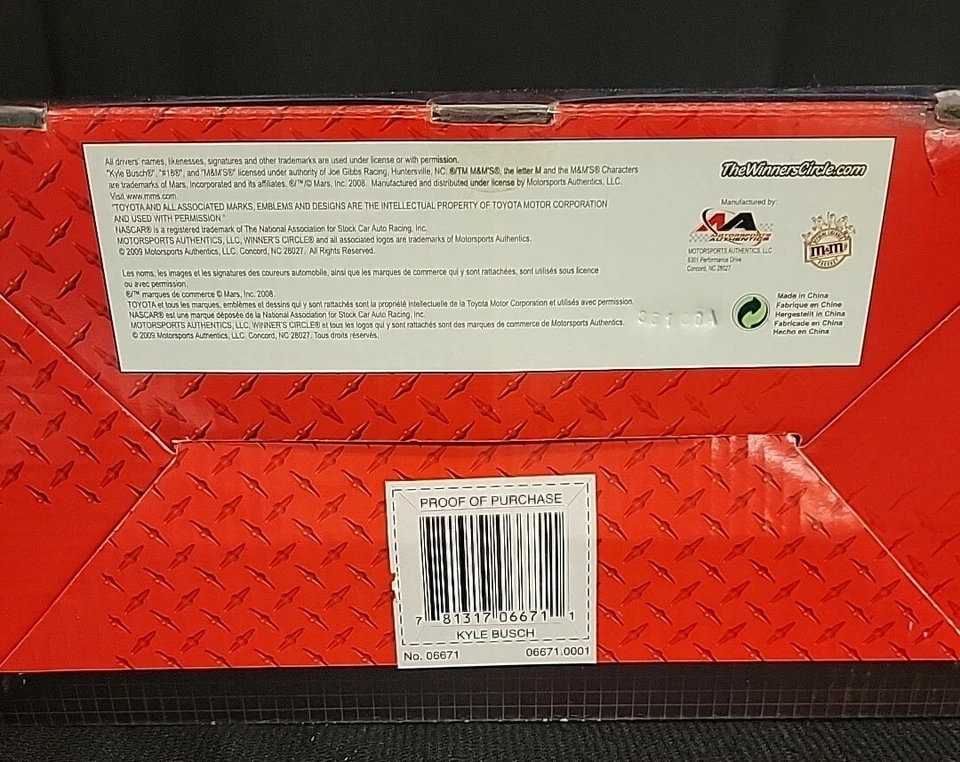 All drivers' names, likenesses, signatures and other trademarks are used under license or with permission.
"Kyle Busch®", "#18®", and "M&M'S®" licensed under authority of Joe Gibbs Racing, Huntersville, NC. ®/TM M&M'S®, the letter M and the M&M'S® Characters
are trademarks of Mars, Incorporated and its affiliates. ®/™/© Mars, Inc. 2008. Manufactured and distributed under license by Motorsports Authentics, LLC.
Visit www.mms.com.
"TOYOTA AND ALL ASSOCIATED MARKS, EMBLEMS AND DESIGNS ARE THE INTELLECTUAL PROPERTY OF TOYOTA MOTOR CORPORATION
AND USED WITH PERMISSION."
NASCAR® is a registered trademark of The National Association for Stock Car Auto Racing, Inc.
MOTORSPORTS AUTHENTICS, LLC, WINNER'S CIRCLE® and all associated logos are trademarks of Motorsports Authentics.
© 2009 Motorsports Authentics, LLC, Concord, NC 28027. All Rights Reserved.
Les noms, les images et les signatures des coureurs automobile, ainsi que les marques de commerce qui y sont rattachées, sont utilisés sous licence
ou avec permission.
®/™ marques de commerce © Mars, Inc. 2008.
TOYOTA et tous les marques, emblèmes et dessins qui y sont rattachés sont la propriété intellectuelle de la Toyota Motor Corporation et utilisés avec permission.
NASCAR® est une marque déposée de la National Association for Stock Car Auto Racing, Inc.
MOTORSPORTS AUTHENTICS, LLC, WINNER'S CIRCLE® et tous les logos qui y sont rattachés sont des marques de commerce de Motorsports Authentics.
© 2009 Motorsports Authentics, LLC, Concord, NC 28027. Tous droits réservés.
TheWinnersCircle.com
Manufactured by:
MA
MOTORSPORTS
AUTHENTICS
MOTORSPORTS AUTHENTICS, LLC
6301 Performance Drive
Concord, NC 28027
m&m's
Made in China
Fabrique en Chine
Hergestellt in China
Fabricade en China
Hecho en China
PROOF OF PURCHASE
7 81317 06671 1
KYLE BUSCH
No. 06671 06671.0001